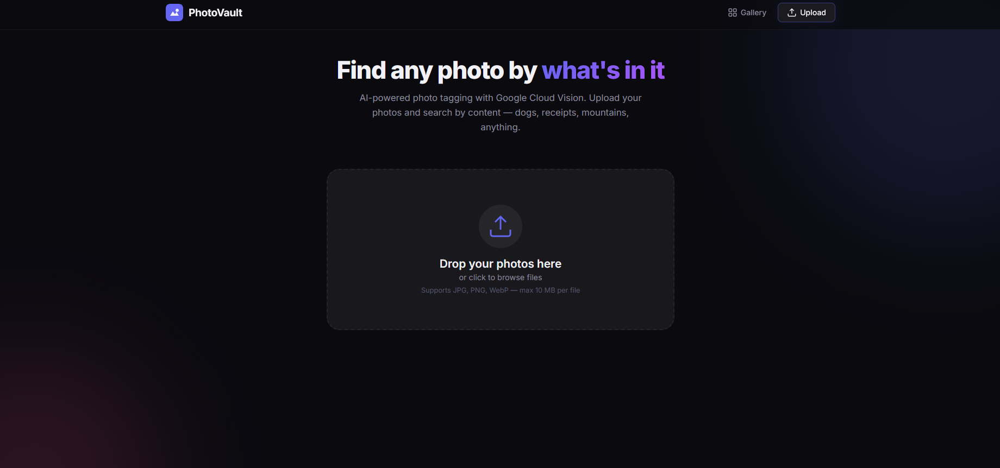 PhotoVault
Gallery
Upload
Find any photo by what's in it
AI-powered photo tagging with Google Cloud Vision. Upload your
photos and search by content — dogs, receipts, mountains,
anything.
Drop your photos here
or click to browse files
Supports JPG, PNG, WebP — max 10 MB per file